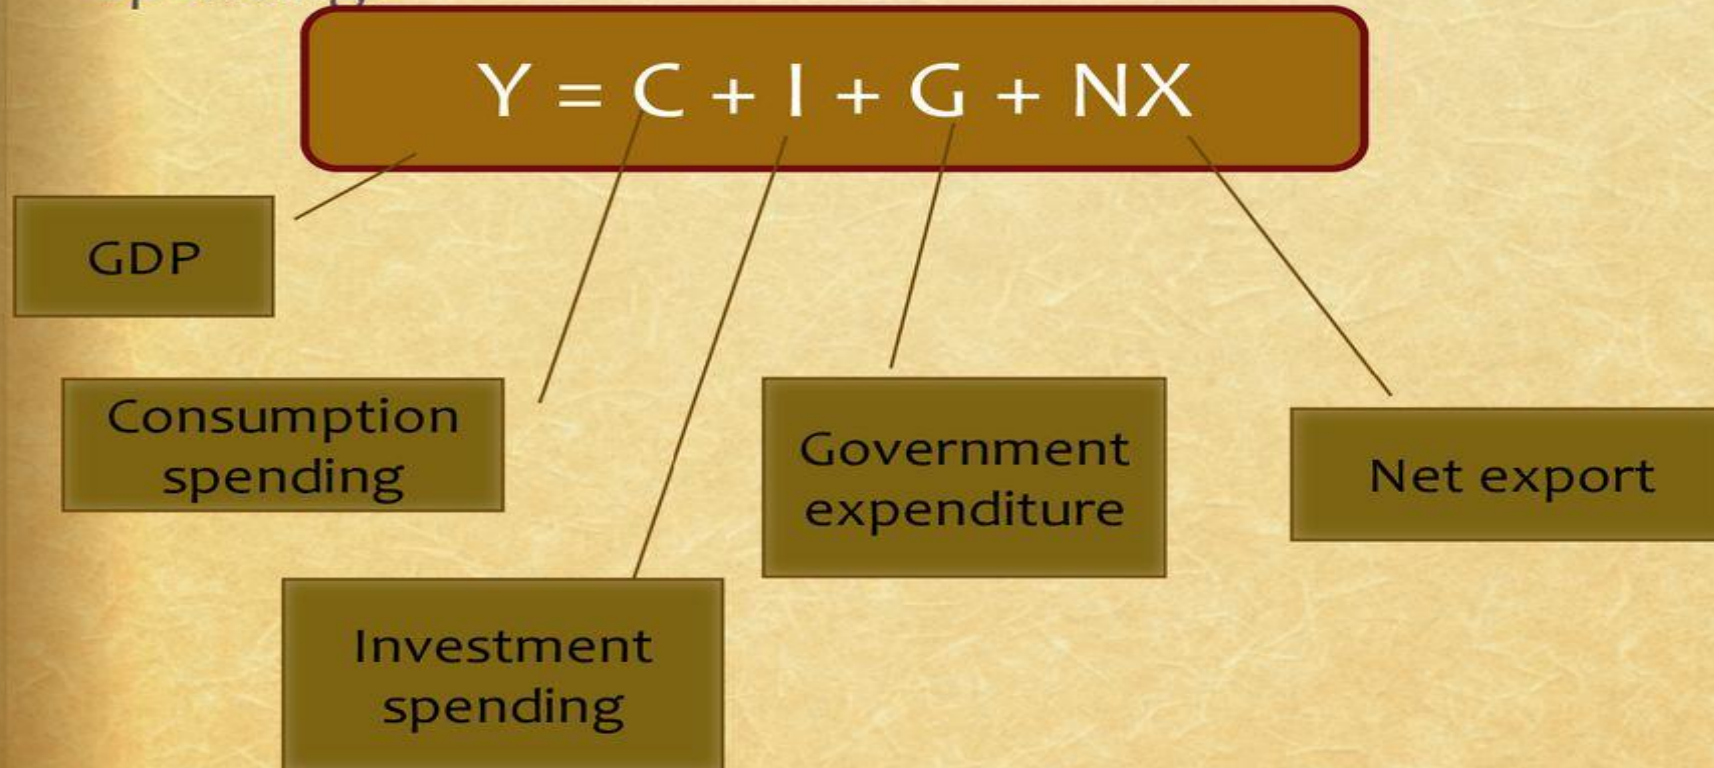 Y = C + I + G + NX
GDP
Consumption
spending
Government
expenditure
Net export
Investment
spending